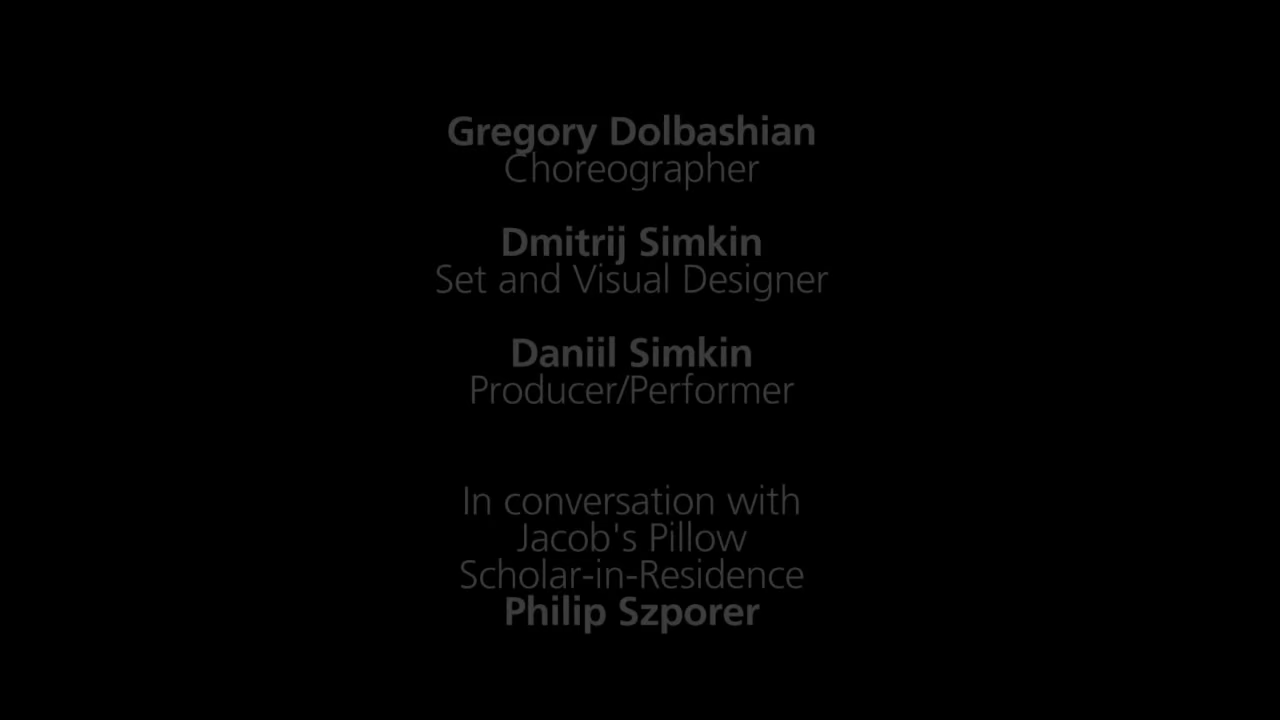 Gregory Dolbashian
Choreographer
Dmitrij Simkin
Set and Visual Designer
Daniil Simkin
Producer/Performer
In conversation with
Jacob's Pillow
Scholar-in-Residence
Philip Szporer